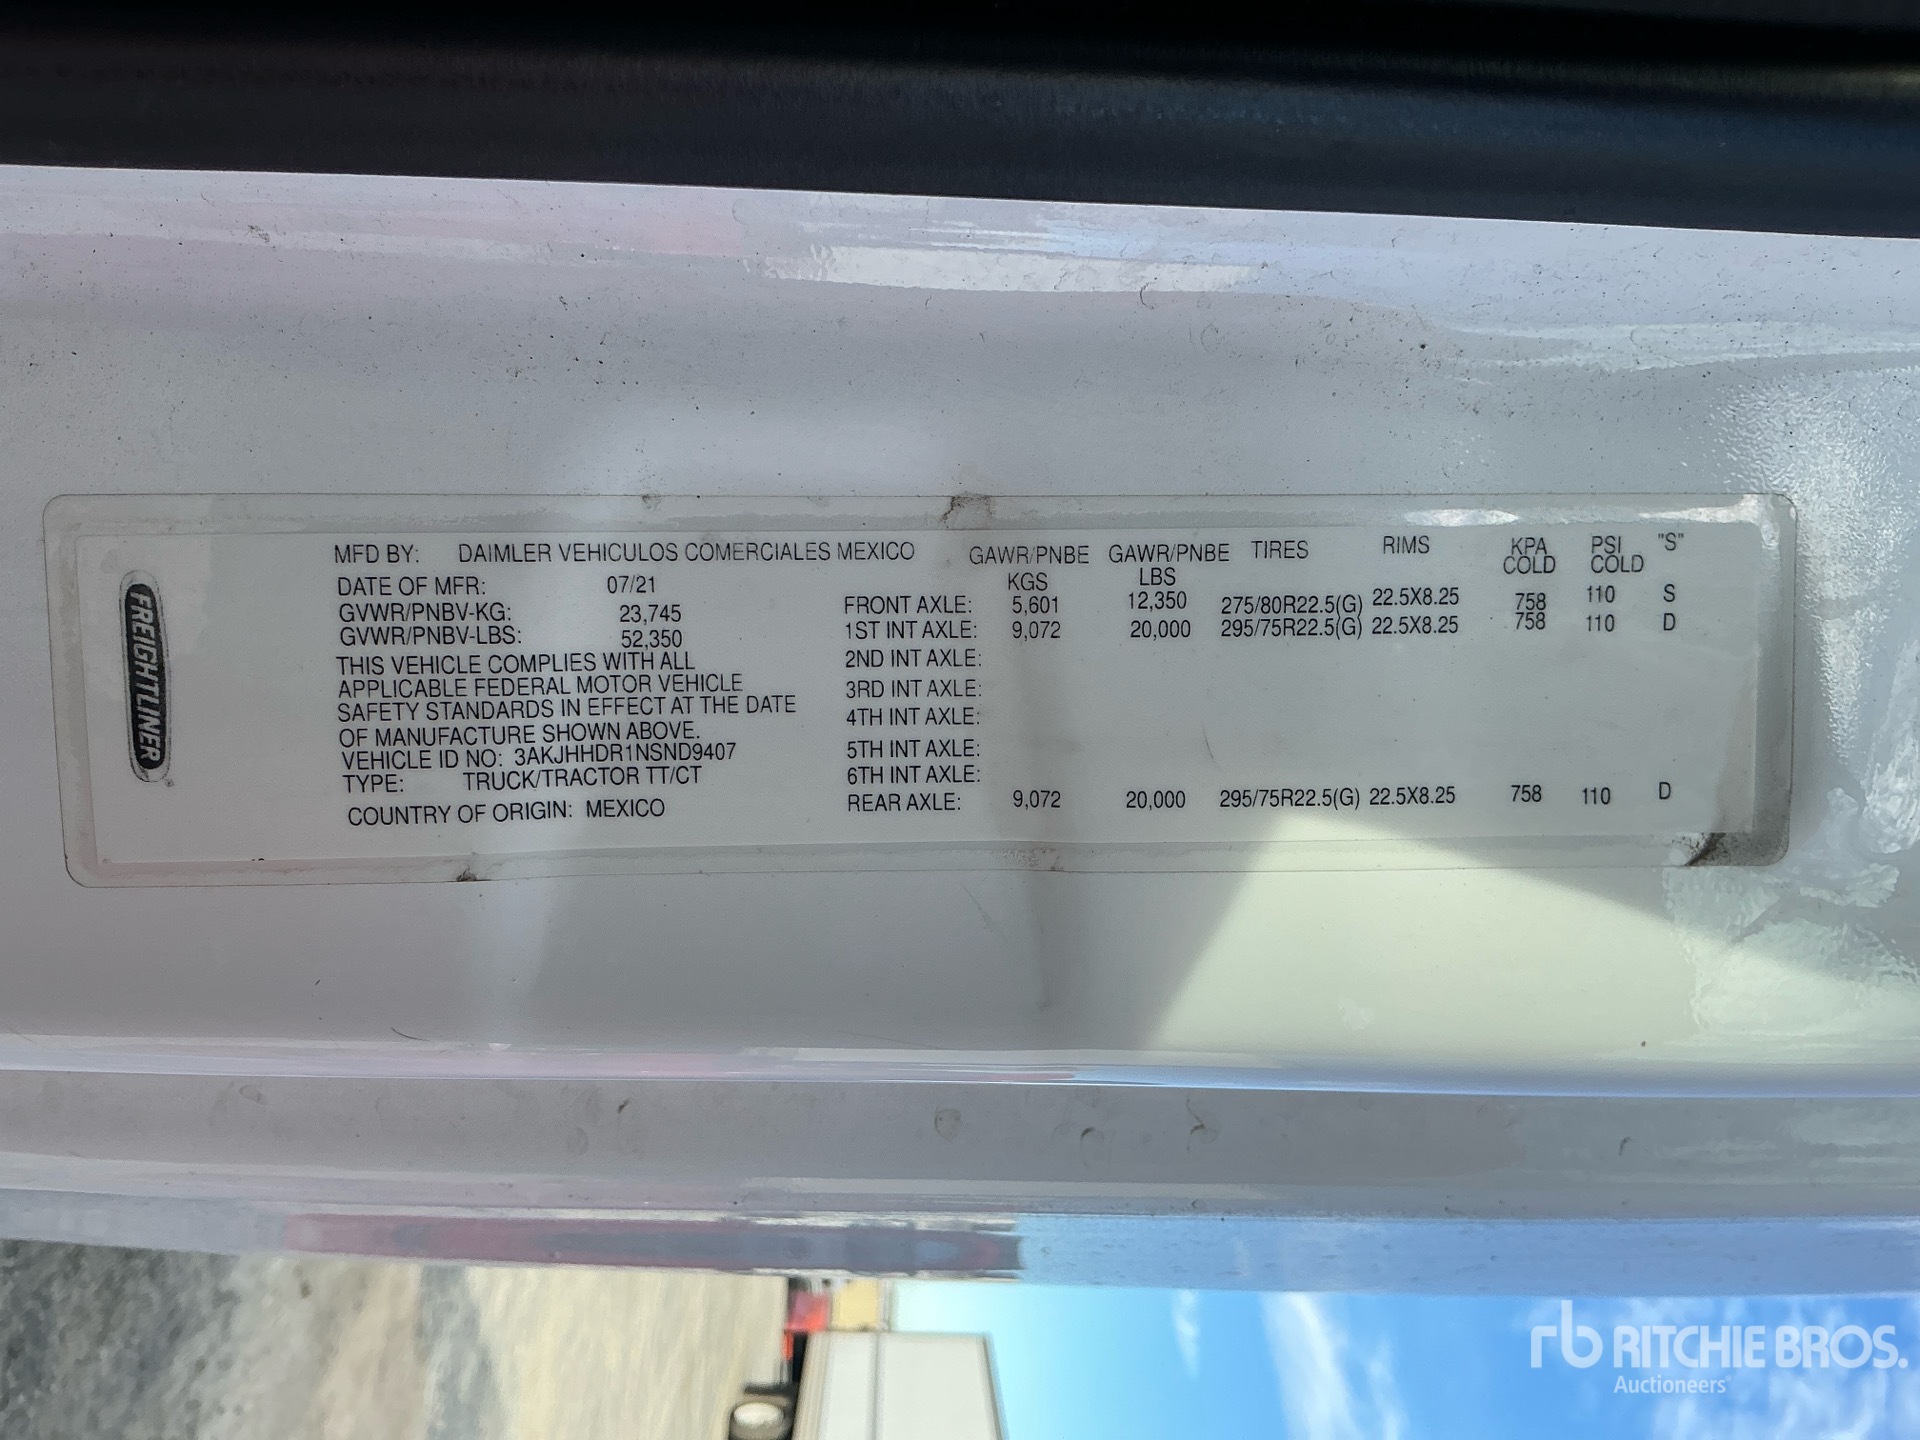 FREIGHTLINER
MFD BY: DAIMLER VEHICULOS COMERCIALES MEXICO
DATE OF MFR: 07/21
GVWR/PNBV-KG: 23,745
GVWR/PNBV-LBS: 52,350
THIS VEHICLE COMPLIES WITH ALL
APPLICABLE FEDERAL MOTOR VEHICLE
SAFETY STANDARDS IN EFFECT AT THE DATE
OF MANUFACTURE SHOWN ABOVE.
VEHICLE ID NO: 3AKJHHDR1NSND9407
TYPE: TRUCK/TRACTOR TT/CT
COUNTRY OF ORIGIN: MEXICO
GAWR/PNBE GAWR/PNBE TIRES RIMS KPA PSI "S"
KGS LBS COLD COLD
FRONT AXLE: 5,601 12,350 275/80R22.5(G) 22.5X8.25 758 110 S
1ST INT AXLE: 9,072 20,000 295/75R22.5(G) 22.5X8.25 758 110 D
2ND INT AXLE:
3RD INT AXLE:
4TH INT AXLE:
5TH INT AXLE:
6TH INT AXLE:
REAR AXLE: 9,072 20,000 295/75R22.5(G) 22.5X8.25 758 110 D
rb RITCHIE BROS.
Auctioneers